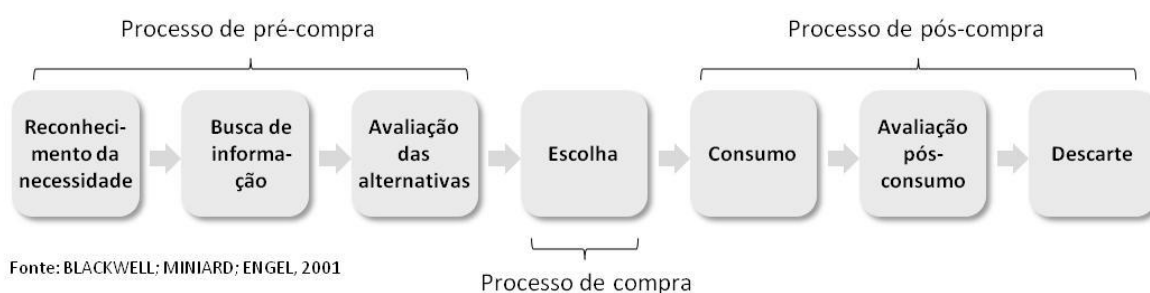 Processo de pré-compra
Processo de pós-compra
Reconheci-
mento da
necessidade
Busca de
informa-
ção
Avaliação
das
alternativas
Escolha
Consumo
Avaliação
pós-
consumo
Descarte
Fonte: BLACKWELL; MINIARD; ENGEL, 2001
Processo de compra